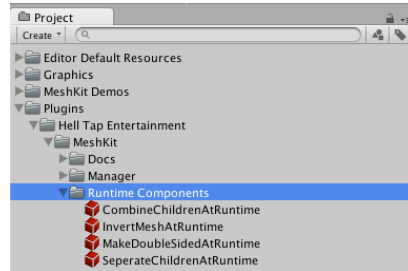 Project
Create
Editor Default Resources
Graphics
MeshKit Demos
Plugins
Hell Tap Entertainment
MeshKit
Docs
Manager
Runtime Components
CombineChildrenAtRuntime
InvertMeshAtRuntime
MakeDoubleSidedAtRuntime
SeperateChildrenAtRuntime